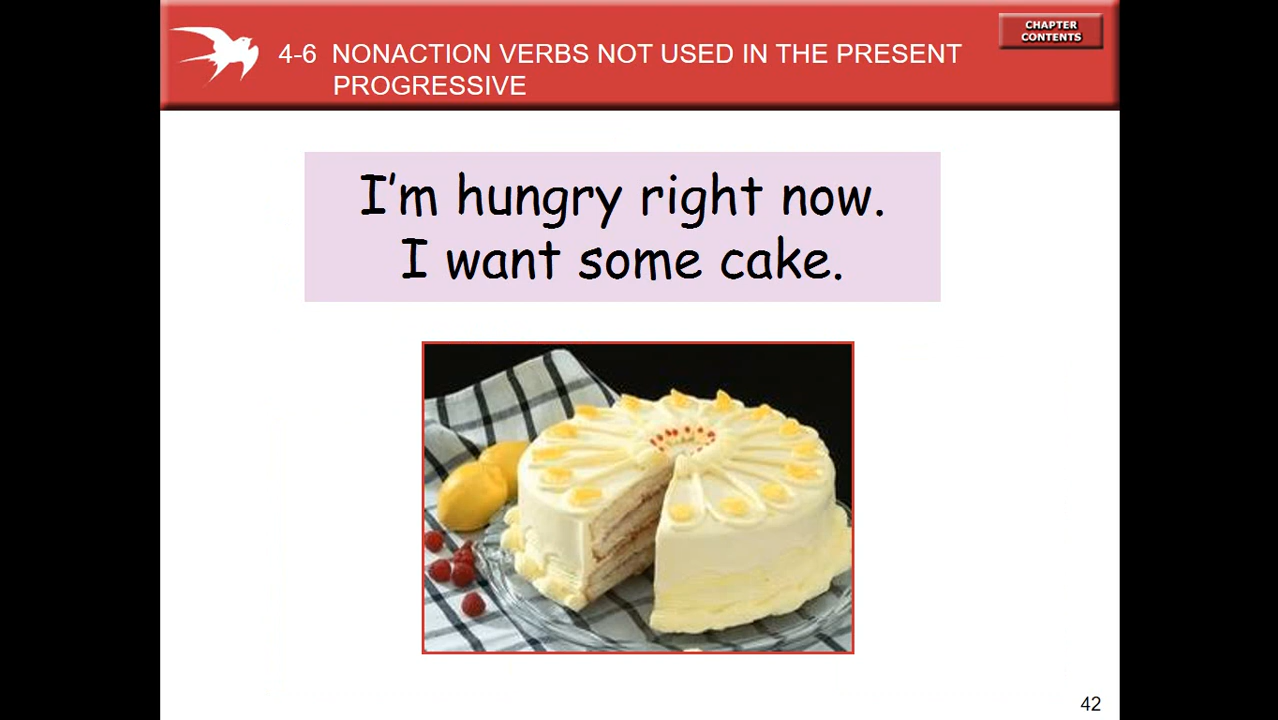 4-6 NONACTION VERBS NOT USED IN THE PRESENT
PROGRESSIVE
CHAPTER
CONTENTS
I’m hungry right now.
I want some cake.
42